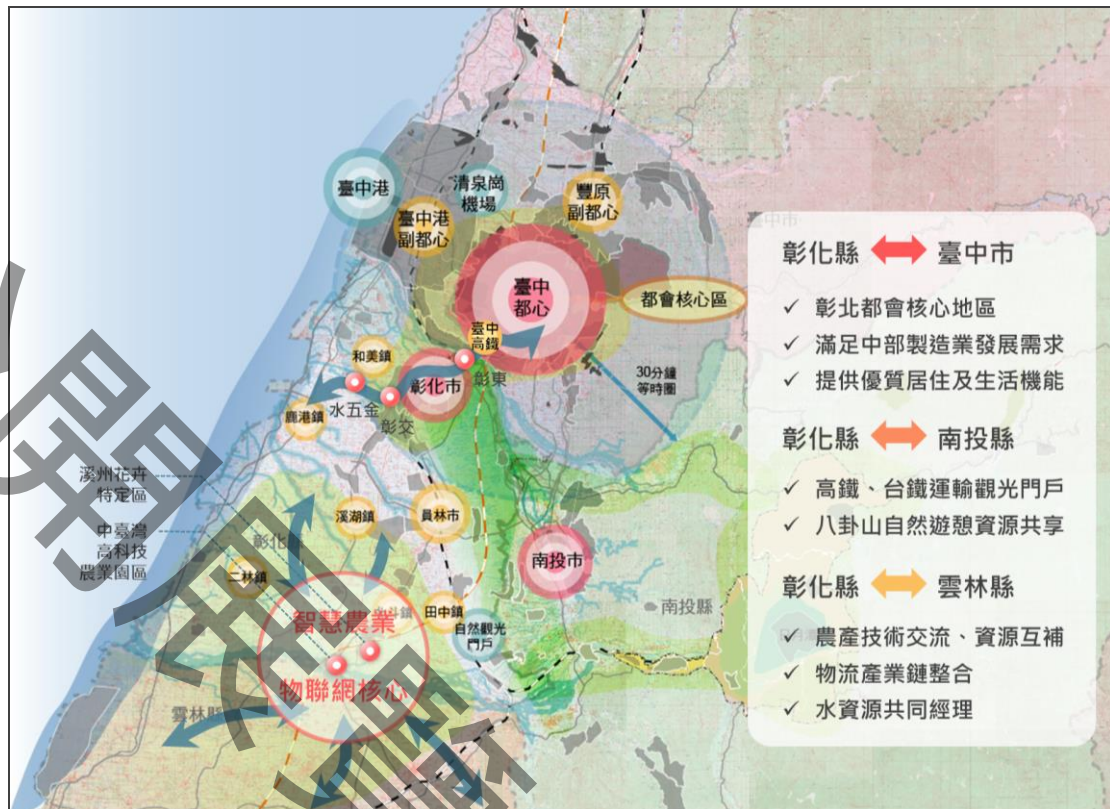 臺中港
清泉崗
機場
豐原
副都心
臺中港
副都心
臺中市
臺中
都心
都會核心區
臺中
高鐵
和美鎮
彰化市
彰東
30分鐘
等時圈
水五金
彰交
鹿港鎮
溪州花卉
特定區
中臺灣
高科技
農業園區
彰化
溪湖鎮
員林市
南投市
二林鎮
北斗鎮
田中鎮
自然觀光
門戶
南投縣
智慧農業
物聯網核心
雲林縣
彰化縣 臺中市
✓ 彰北都會核心地區
✓ 滿足中部製造業發展需求
✓ 提供優質居住及生活機能
彰化縣 南投縣
✓ 高鐵、台鐵運輸觀光門戶
✓ 八卦山自然遊憩資源共享
彰化縣 雲林縣
✓ 農產技術交流、資源互補
✓ 物流產業鏈整合
✓ 水資源共同經理